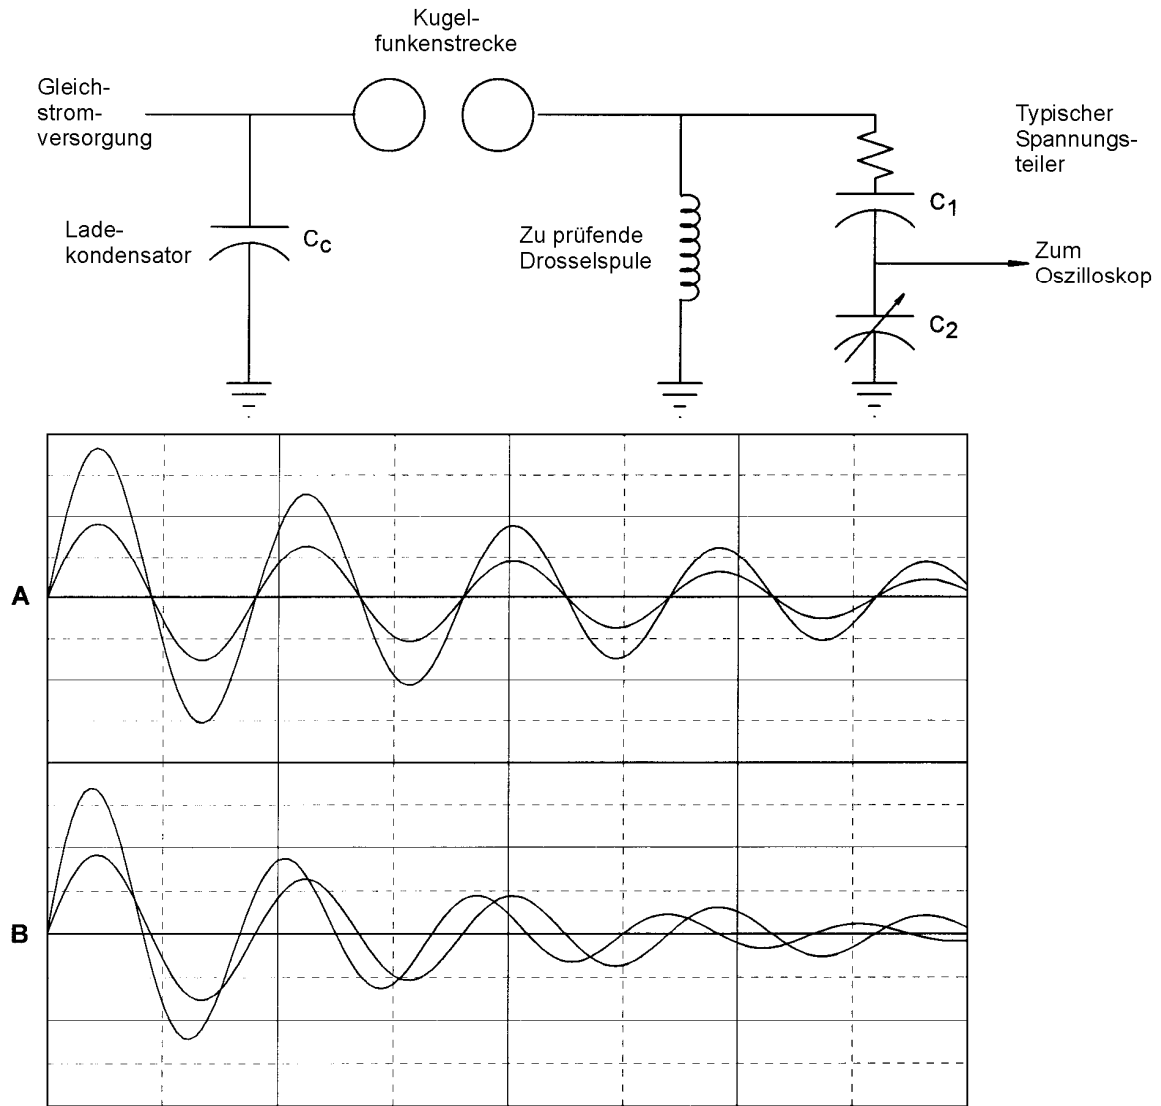 Kugel-
funkenstrecke
Gleich-
strom-
versorgung
Typischer
Spannungs-
teiler
Lade-
kondensator
Cc
Zu prüfende
Drosselspule
C1
Zum
Oszilloskop
C2
A
B